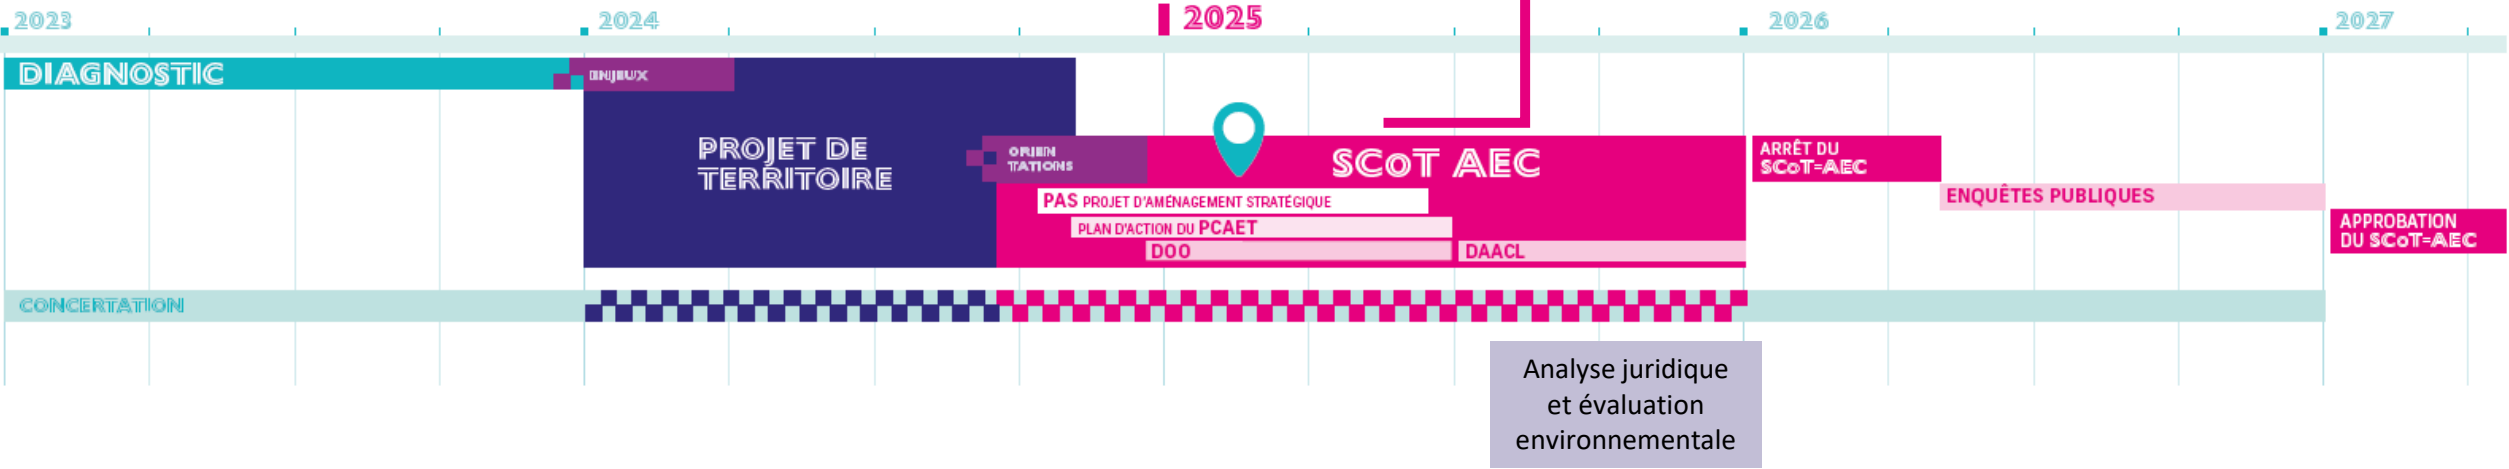 2023
2024
2025
2026
2027
DIAGNOSTIC
ENJEUX
PROJET DE
TERRITOIRE
ORIEN
TATIONS
SCoT AEC
PAS PROJET D'AMÉNAGEMENT STRATÉGIQUE
PLAN D'ACTION DU PCAET
DOO
DAACL
ARRÊT DU
SCoT=AEC
ENQUÊTES PUBLIQUES
APPROBATION
DU SCoT=AEC
CONCERTATION
Analyse juridique
et évaluation
environnementale